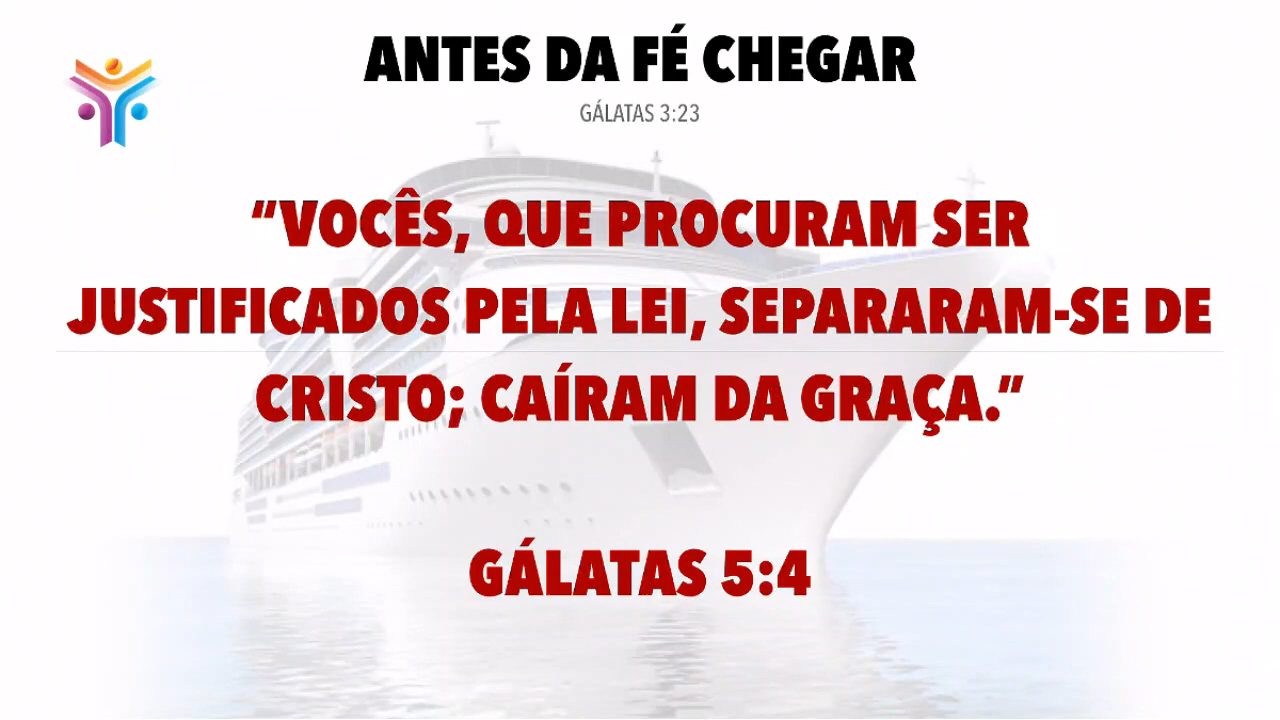 ANTES DA FÉ CHEGAR
GÁLATAS 3:23
“VOCÊS, QUE PROCURAM SER
JUSTIFICADOS PELA LEI, SEPARARAM-SE DE
CRISTO; CAÍRAM DA GRAÇA.”
GÁLATAS 5:4